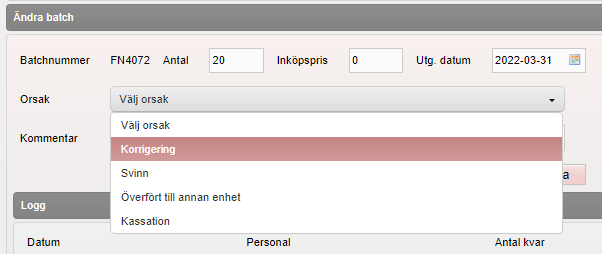 Ändra batch
Batchnummer FN4072 Antal 20 Inköpspris 0 Utg. datum 2022-03-31
Orsak Välj orsak
Välj orsak
Kommentar
Korrigering
Svinn
Överfört till annan enhet
Kassation
Logg
Datum Personal Antal kvar